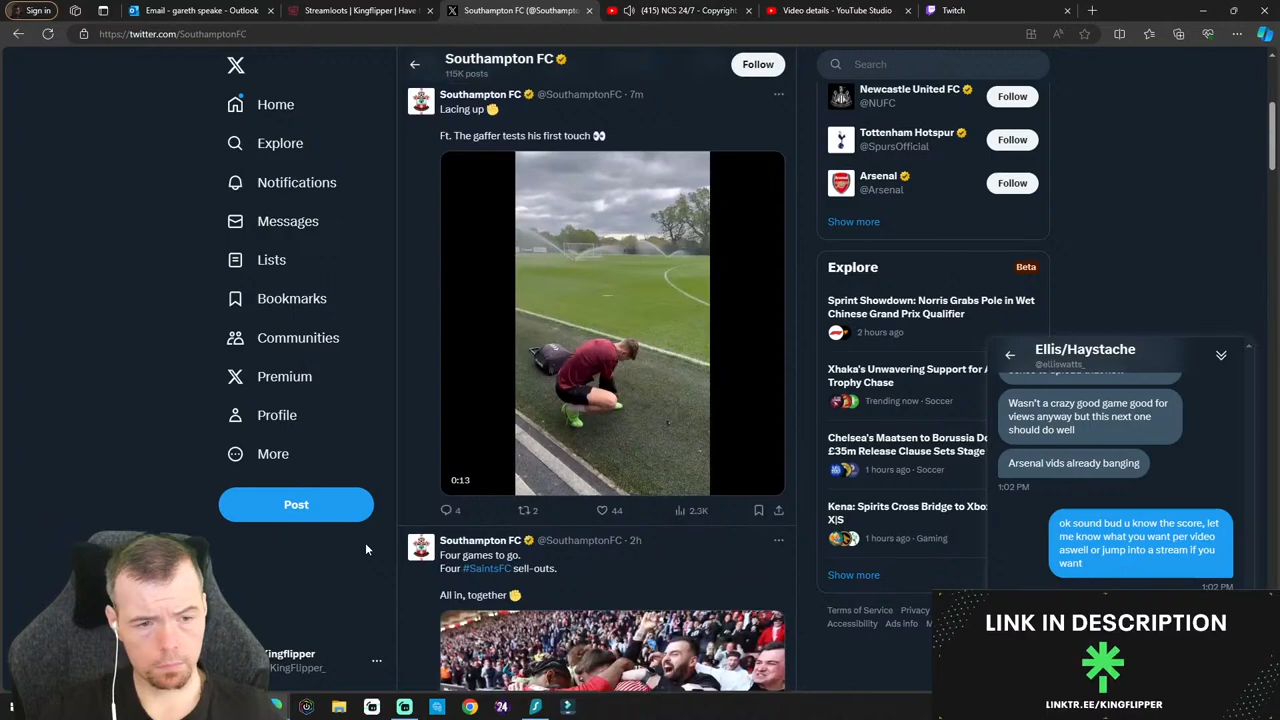 Sign in
Email - gareth speake - Outlook
Streamloots | Kingflipper | Have
Southampton FC (@Southampto
(415) NCS 24/7 - Copyright
Video details - YouTube Studio
Twitch
https://twitter.com/SouthamptonFC
Home
Explore
Notifications
Messages
Lists
Bookmarks
Communities
Premium
Profile
More
Post
Kingflipper
KingFlipper_
Southampton FC
115K posts
Follow
Southampton FC @SouthamptonFC · 7m
Lacing up ✊
Ft. The gaffer tests his first touch 👀
0:13
4
2
44
2.3K
Southampton FC @SouthamptonFC · 2h
Four games to go.
Four #SaintsFC sell-outs.
All in, together ✊
Search
Newcastle United FC
@NUFC
Follow
Tottenham Hotspur
@SpursOfficial
Follow
Arsenal
@Arsenal
Follow
Show more
Explore
Beta
Sprint Showdown: Norris Grabs Pole in Wet
Chinese Grand Prix Qualifier
2 hours ago
Xhaka's Unwavering Support for A
Trophy Chase
Trending now · Soccer
Chelsea's Maatsen to Borussia Do
£35m Release Clause Sets Stage
1 hours ago · Soccer
Kena: Spirits Cross Bridge to Xbo
X|S
1 hours ago · Gaming
Show more
Terms of Service Privacy
Accessibility Ads info
Ellis/Haystache
@elliswatts_
Wasn't a crazy good game good for
views anyway but this next one
should do well
Arsenal vids already banging
1:02 PM
ok sound bud u know the score, let
me know what you want per video
aswell or jump into a stream if you
want
1:02 PM
LINK IN DESCRIPTION
LINKTR.EE/KINGFLIPPER